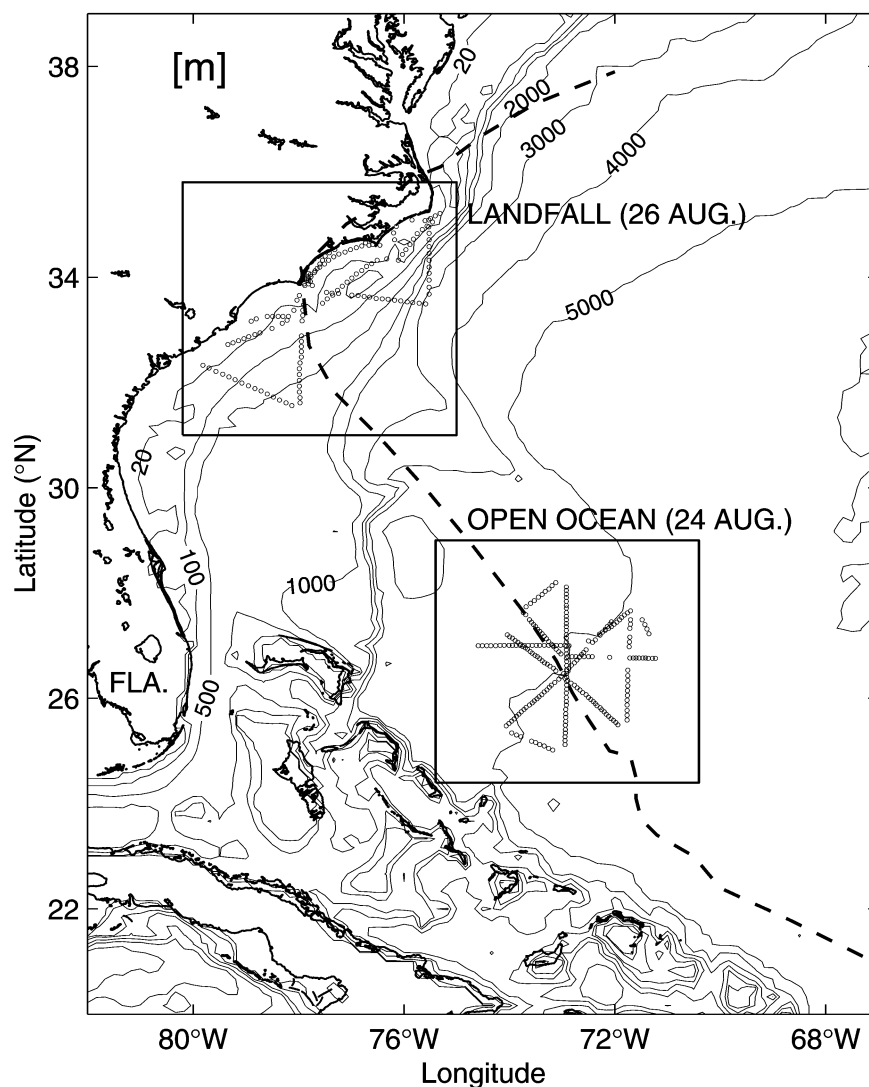 38
[m]
20
2000
3000
4000
LANDFALL (26 AUG.)
34
5000
20
30
OPEN OCEAN (24 AUG.)
100
1000
Latitude (°N)
FLA.
26
500
22
80°W
76°W
72°W
68°W
Longitude